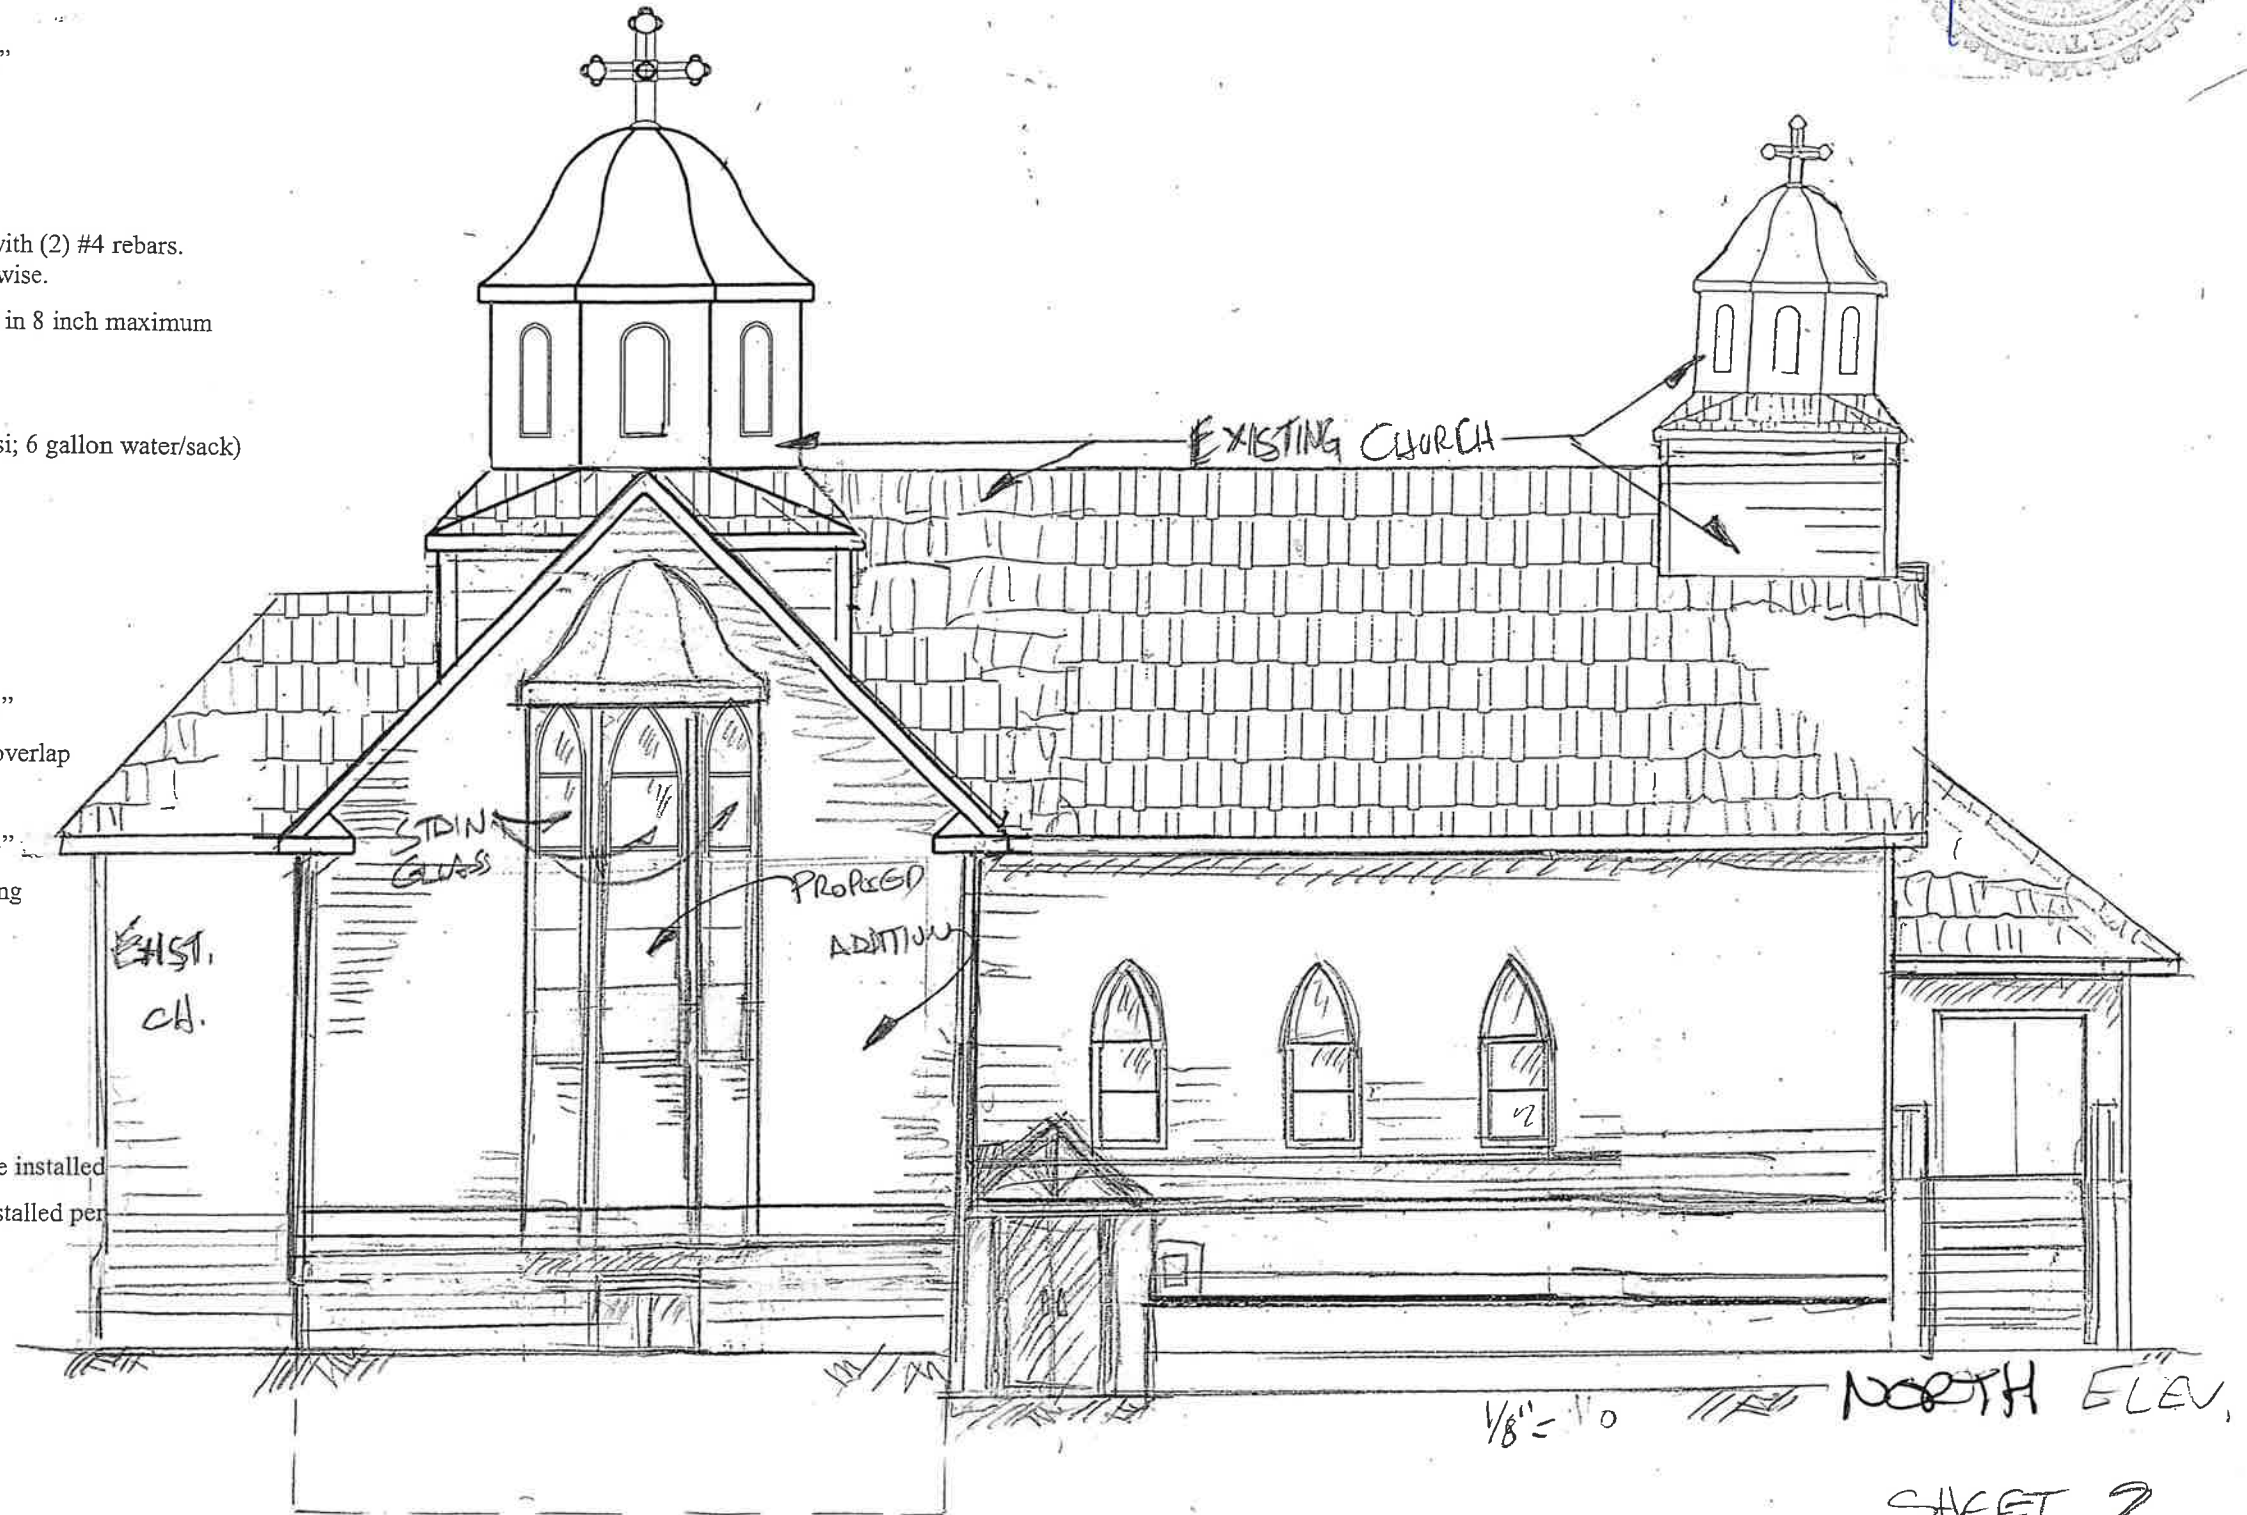 ”
with (2) #4 rebars.
wise.
in 8 inch maximum
si; 6 gallon water/sack)
”
overlap
”
ng
e installed
stalled per
EXISTING CHURCH
STAIN
GLASS
PROPOSED
ADDITION
EXIST.
CH.
1/8" = 1'0
NORTH ELEV.
SHEET 2